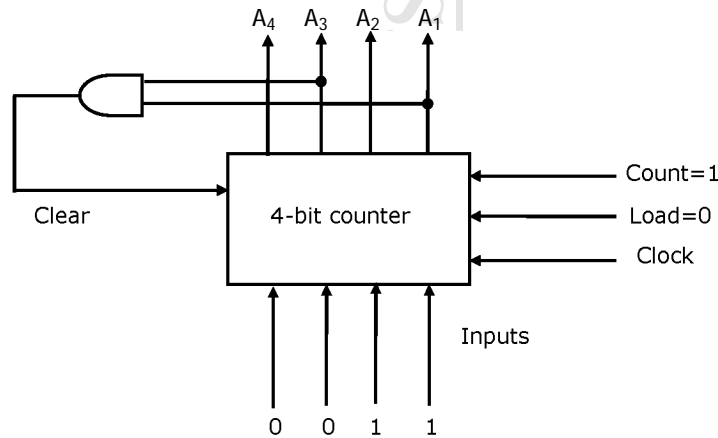 A4 A3 A2 A1
Count=1
Clear
4-bit counter
Load=0
Clock
Inputs
0 0 1 1